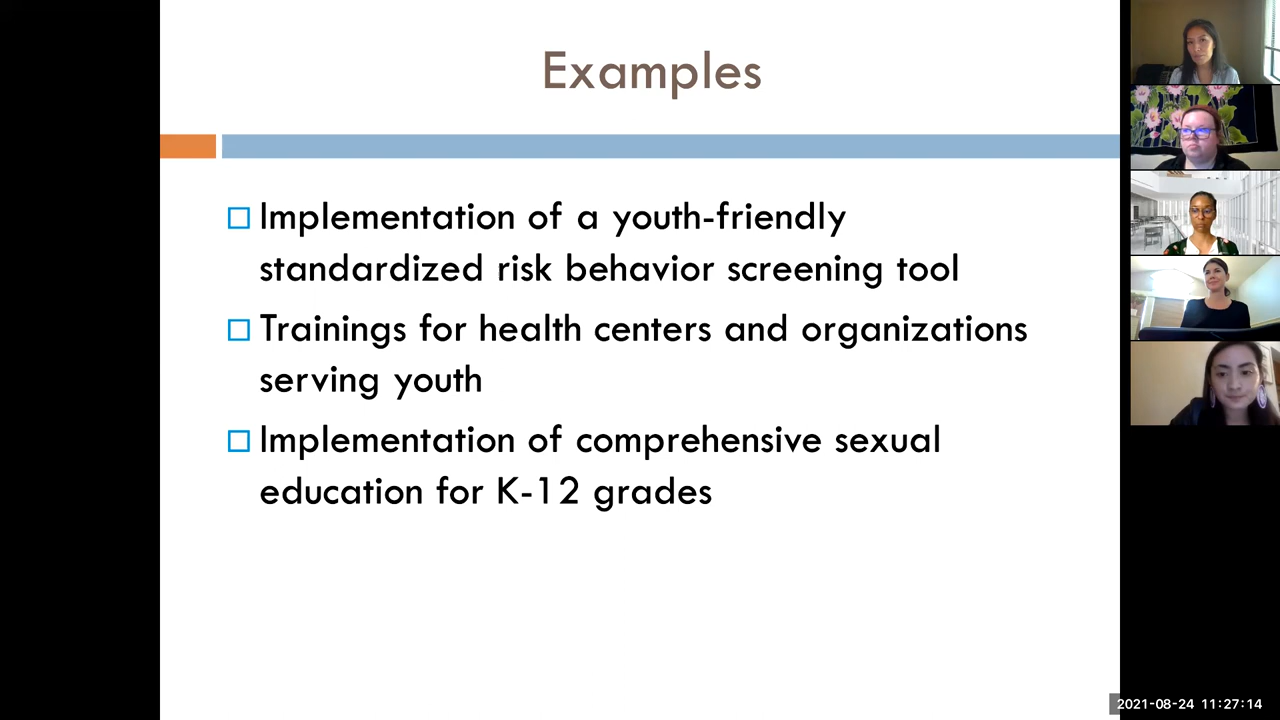 Examples
Implementation of a youth-friendly
standardized risk behavior screening tool
Trainings for health centers and organizations
serving youth
Implementation of comprehensive sexual
education for K-12 grades
2021-08-24 11:27:14